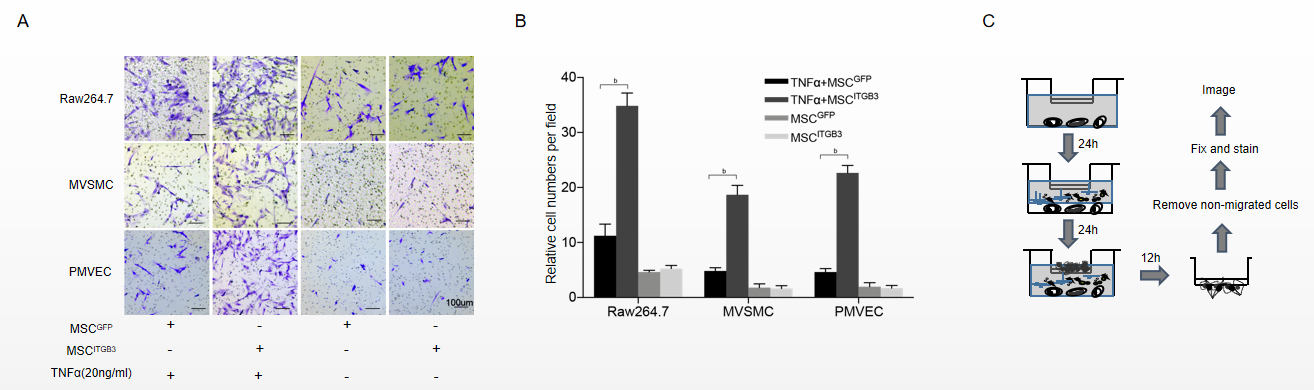 A
Raw264.7
MVSMC
PMVEC
100um
MSCGFP + - + -
MSCITGB3 - + - +
TNFα(20ng/ml) + + - -
B
Relative cell numbers per field
40
30
20
10
0
b
b
b
TNFα+MSCGFP
TNFα+MSCITGB3
MSCGFP
MSCITGB3
Raw264.7 MVSMC PMVEC
C
24h
24h
12h
Image
Fix and stain
Remove non-migrated cells